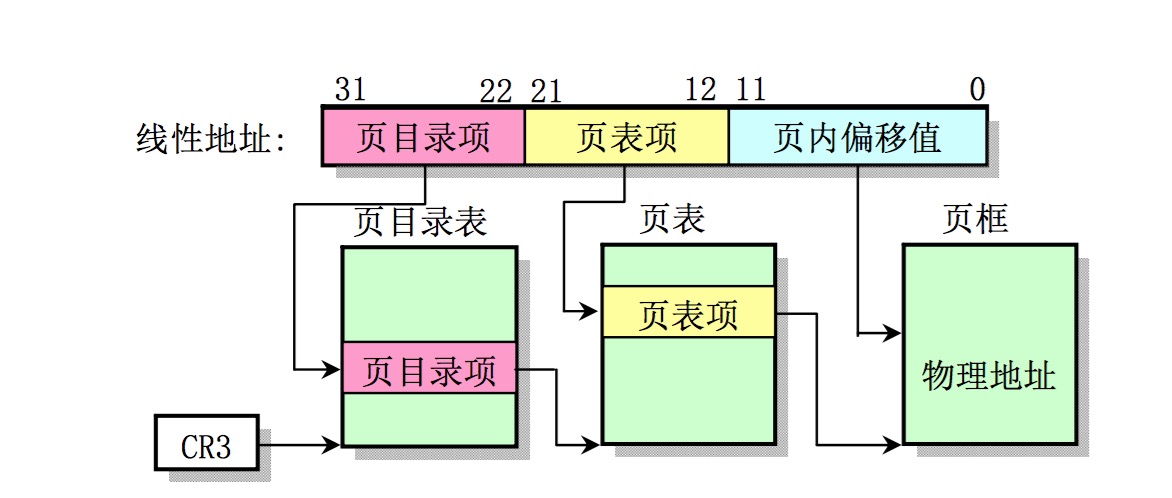 31 22 21 12 11 0
线性地址: 页目录项 页表项 页内偏移值
页目录表 页表 页框
页表项
页目录项 物理地址
CR3